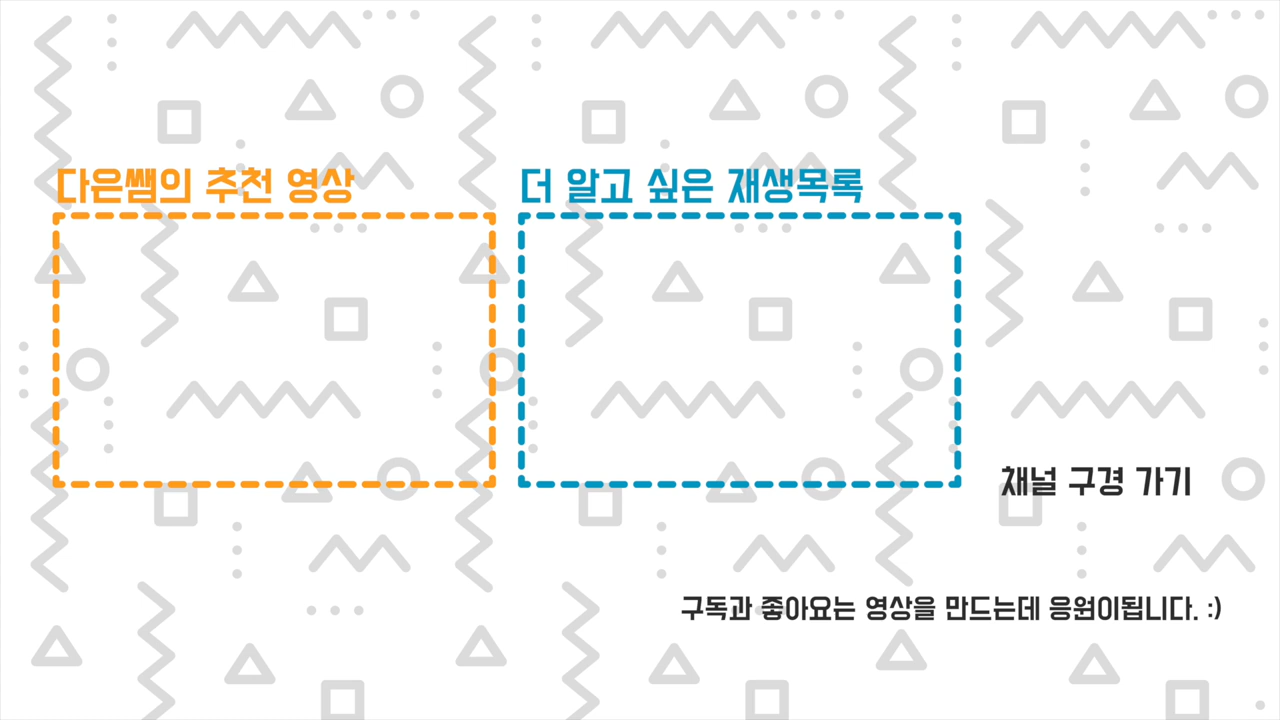 다은쌤의 추천 영상
더 알고 싶은 재생목록
채널 구경 가기
구독과 좋아요는 영상을 만드는데 응원이됩니다. :)